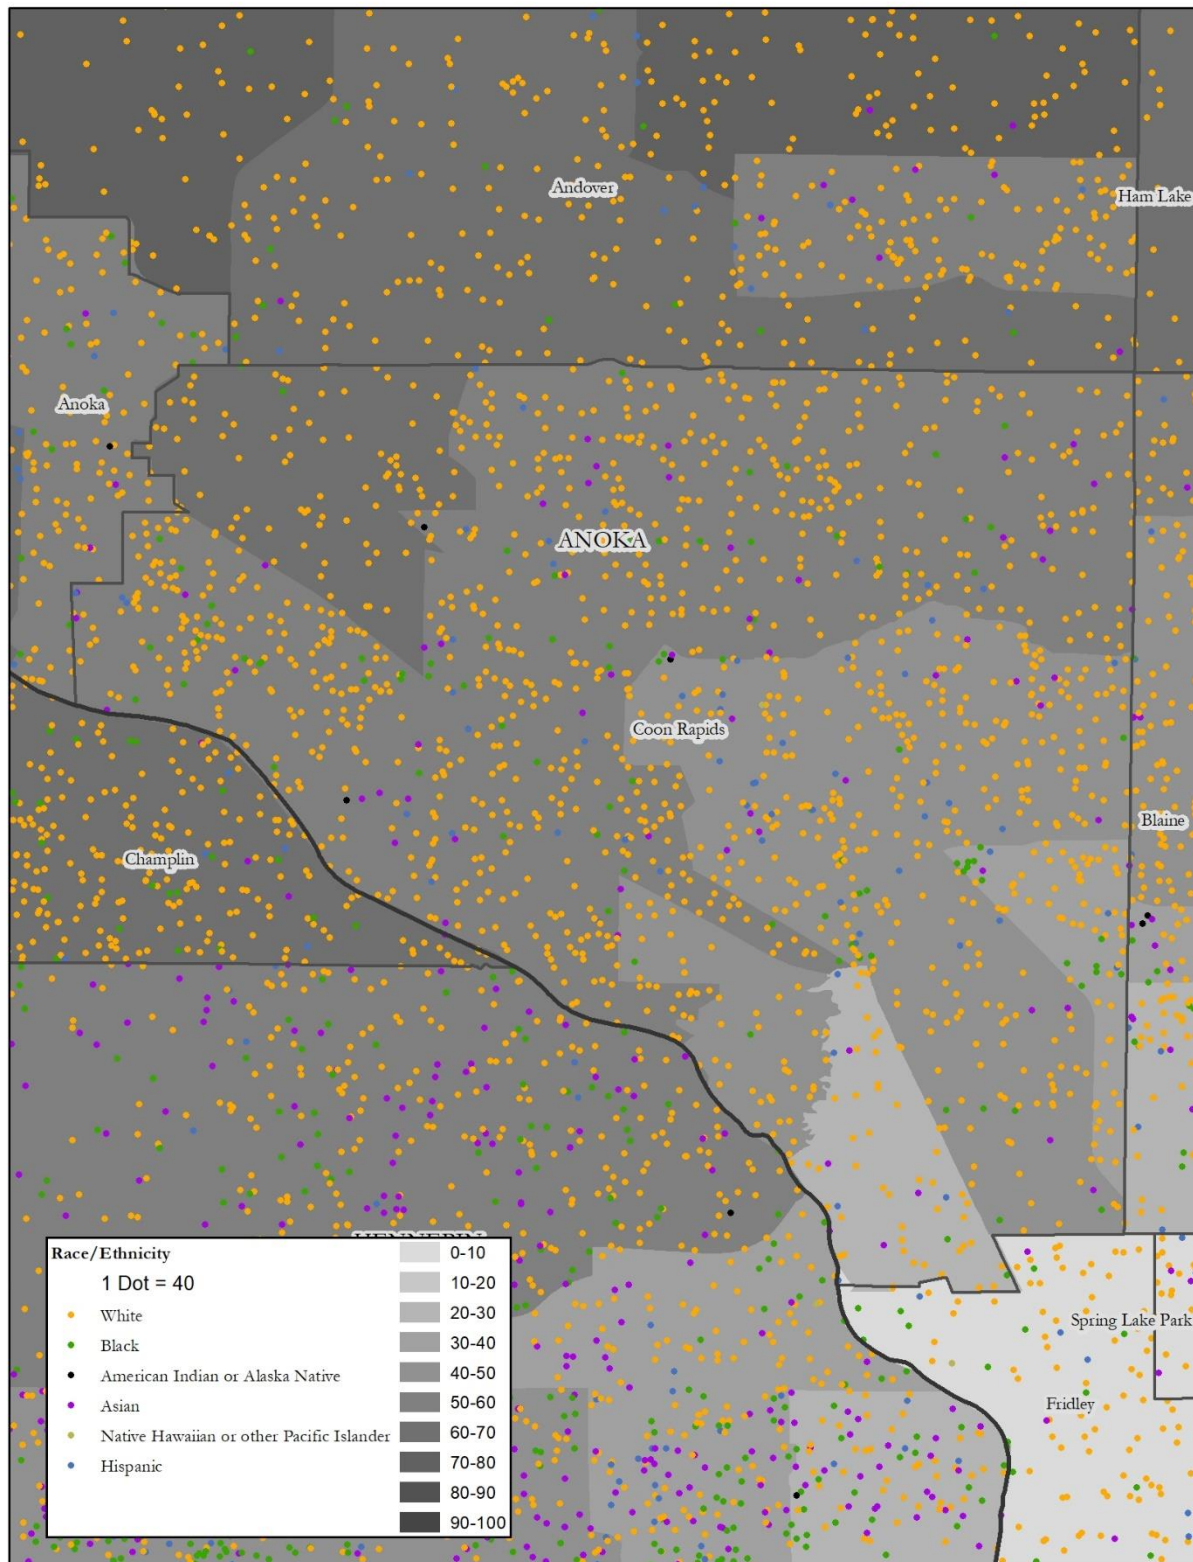 Andover
Ham Lake
Anoka
ANOKA
Coon Rapids
Blaine
Champlin
HENNEPIN
Race/Ethnicity
1 Dot = 40
White
Black
American Indian or Alaska Native
Asian
Native Hawaiian or other Pacific Islander
Hispanic
0-10
10-20
20-30
30-40
40-50
50-60
60-70
70-80
80-90
90-100
Spring Lake Park
Fridley